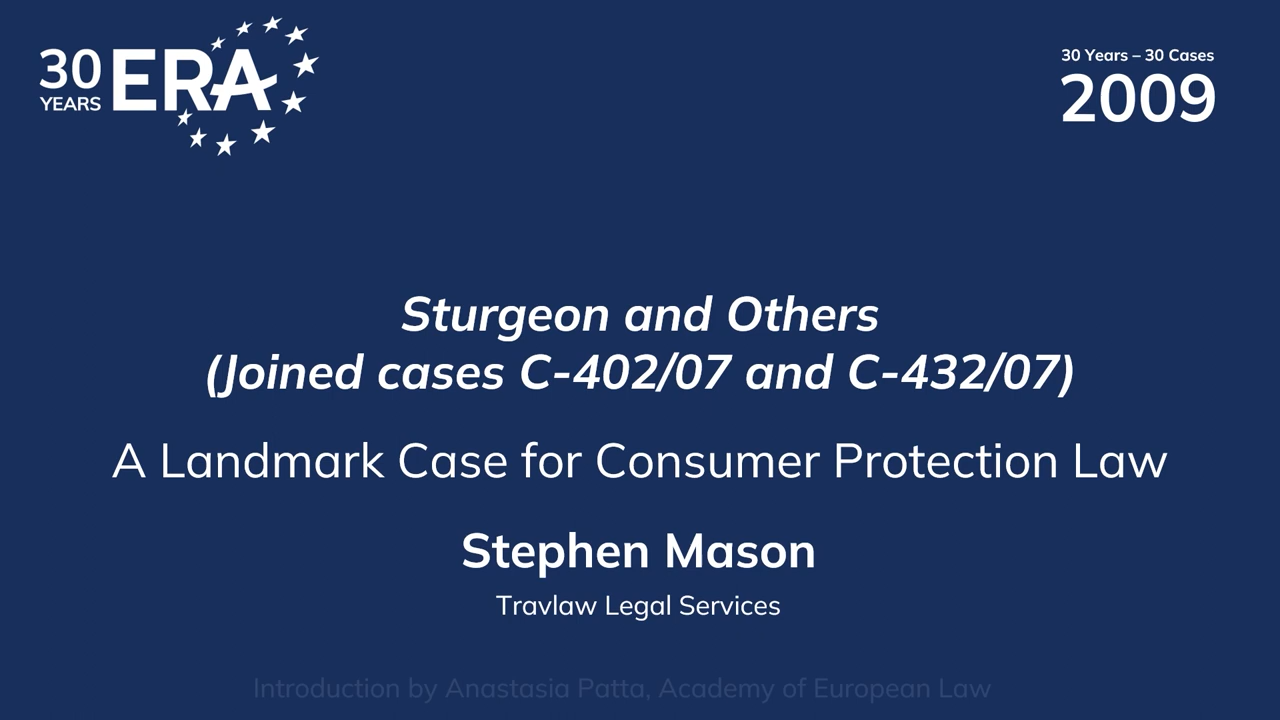 30
YEARS
ERA
30 Years – 30 Cases
2009
Sturgeon and Others
(Joined cases C-402/07 and C-432/07)
A Landmark Case for Consumer Protection Law
Stephen Mason
Travlaw Legal Services
Introduction by Anastasia Patta, Academy of European Law